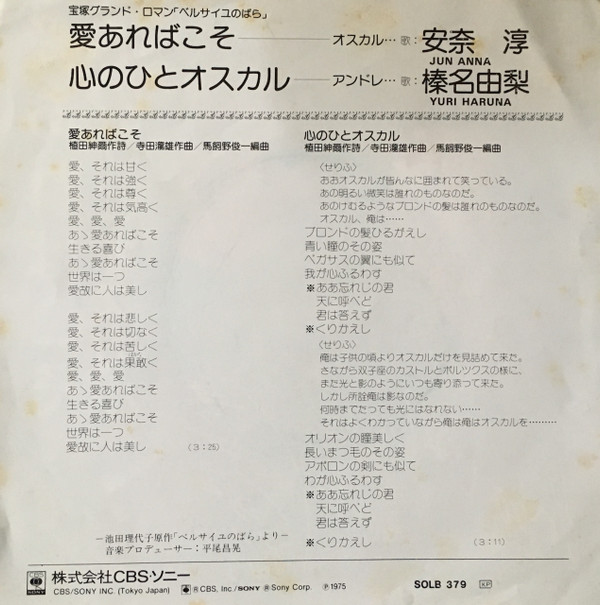 宝塚グランド・ロマン「ベルサイユのばら」
愛あればこそ――オスカル…歌：安奈 淳
JUN ANNA
心のひとオスカル――アンドレ…歌：榛名由梨
YURI HARUNA
愛あればこそ
植田紳爾作詩／寺田瀧雄作曲／馬飼野俊一編曲
愛、それは甘く
愛、それは強く
愛、それは尊く
愛、それは気高く
愛、愛、愛
あゝ愛あればこそ
生きる喜び
あゝ愛あればこそ
世界は一つ
愛故に人は美し
愛、それは悲しく
愛、それは切なく
愛、それは苦しく
愛、それは果敢く
愛、愛、愛
あゝ愛あればこそ
生きる喜び
あゝ愛あればこそ
世界は一つ
愛故に人は美し (3:25)
心のひとオスカル
植田紳爾作詩／寺田瀧雄作曲／馬飼野俊一編曲
〈せりふ〉
おおオスカルが皆んなに囲まれて笑っている。
あの明るい微笑は誰れのものなのだ。
あのけむるようなブロンドの髪は誰れのものなのだ。
オスカル、俺は……
ブロンドの髪ひるがえし
青い瞳のその姿
ペガサスの翼にも似て
我が心ふるわす
※ああ忘れじの君
天に呼べど
君は答えず
※くりかえし
〈せりふ〉
俺は子供の頃よりオスカルだけを見詰めて来た。
さながら双子座のカストルとポルックスの様に、
また光と影のようにいつも寄り添って来た。
しかし所詮俺は影なのだ。
何時までたっても光にはなれない……
それはよくわかっていながら俺は俺はオスカルを………
オリオンの瞳美しく
長いまつ毛のその姿
アポロンの剣にも似て
わが心ふるわす
※ああ忘れじの君
天に呼べど
君は答えず
※くりかえし (3:11)
―池田理代子原作「ベルサイユのばら」より―
音楽プロデューサー：平尾昌晃
CBS SONY 株式会社CBS・ソニー
CBS/SONY INC. (Tokyo Japan) ® CBS, Inc./SONY ® Sony Corp. ℗ 1975 SOLB 379 KP